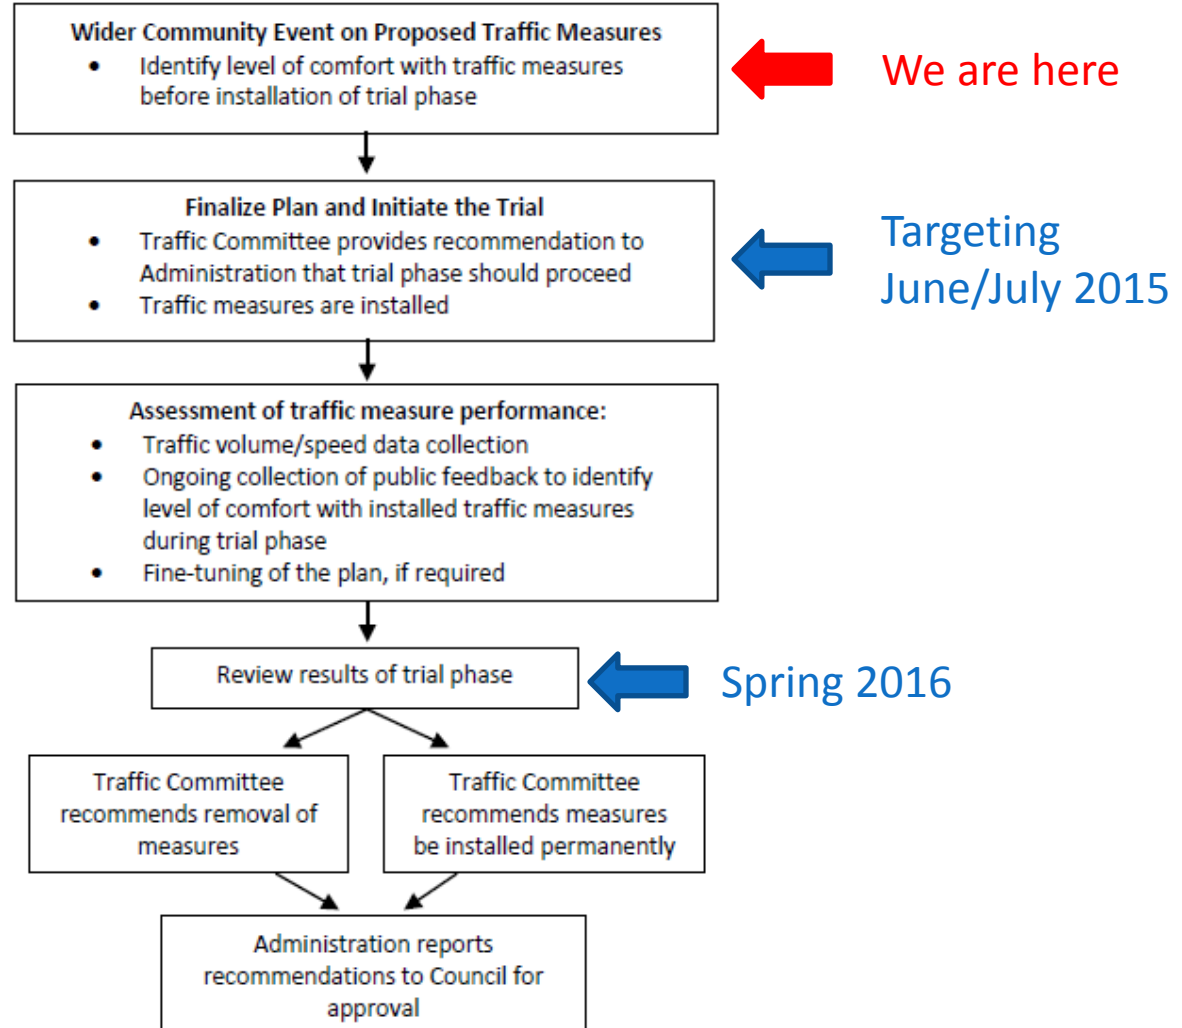 Wider Community Event on Proposed Traffic Measures
• Identify level of comfort with traffic measures
before installation of trial phase
We are here
Finalize Plan and Initiate the Trial
• Traffic Committee provides recommendation to
Administration that trial phase should proceed
• Traffic measures are installed
Targeting
June/July 2015
Assessment of traffic measure performance:
• Traffic volume/speed data collection
• Ongoing collection of public feedback to identify
level of comfort with installed traffic measures
during trial phase
• Fine-tuning of the plan, if required
Review results of trial phase
Spring 2016
Traffic Committee
recommends removal of
measures
Traffic Committee
recommends measures
be installed permanently
Administration reports
recommendations to Council for
approval